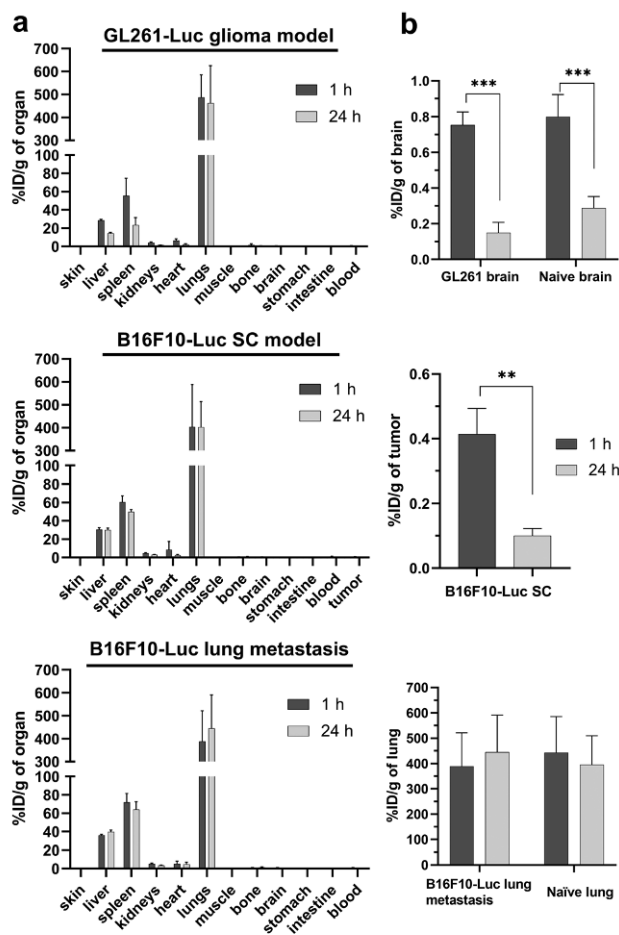 a
GL261-Luc glioma model
%ID/g of organ
700
600
500
400
300
100
80
60
40
20
0
1 h
24 h
skin
liver
spleen
kidneys
heart
lungs
muscle
bone
brain
stomach
intestine
blood
b
%ID/g of brain
1.0
0.8
0.6
0.4
0.2
0.0
***
***
GL261 brain
Naive brain
B16F10-Luc SC model
%ID/g of organ
700
600
500
400
300
100
80
60
40
20
0
1 h
24 h
skin
liver
spleen
kidneys
heart
lungs
muscle
bone
brain
stomach
intestine
blood
tumor
%ID/g of tumor
0.6
0.4
0.2
0.0
**
1 h
24 h
B16F10-Luc SC
B16F10-Luc lung metastasis
%ID/g of organ
700
600
500
400
300
100
80
60
40
20
0
1 h
24 h
skin
liver
spleen
kidneys
heart
lungs
muscle
bone
brain
stomach
intestine
blood
%ID/g of lung
700
600
500
400
300
200
100
0
B16F10-Luc lung
metastasis
Naïve lung